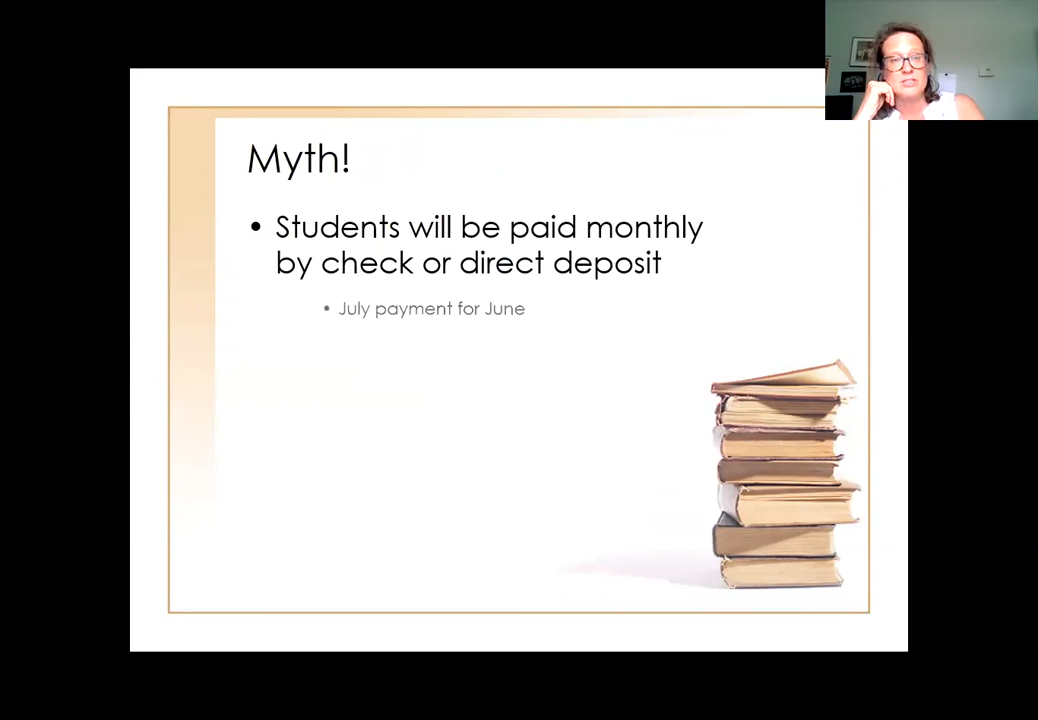 Myth!
• Students will be paid monthly
by check or direct deposit
• July payment for June